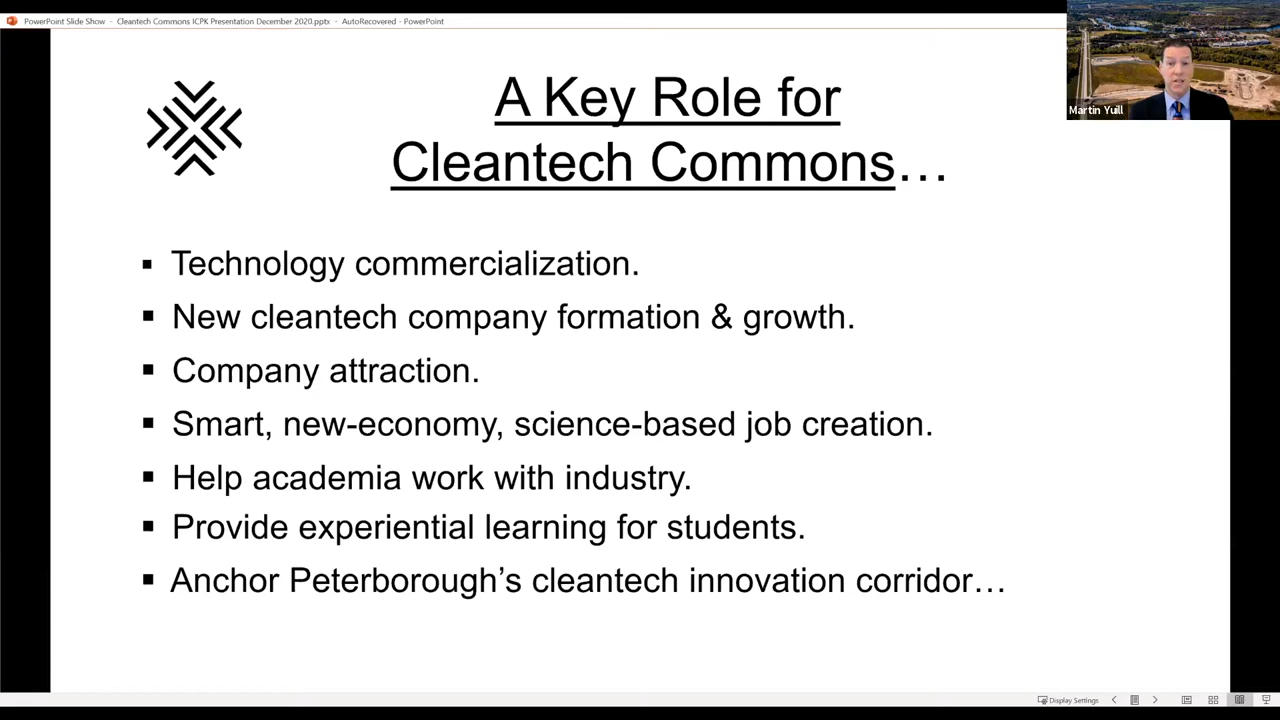 PowerPoint Slide Show - Cleantech Commons ICPK Presentation December 2020.pptx - AutoRecovered - PowerPoint
Martin Yuill
A Key Role for
Cleantech Commons…
▪ Technology commercialization.
▪ New cleantech company formation & growth.
▪ Company attraction.
▪ Smart, new-economy, science-based job creation.
▪ Help academia work with industry.
▪ Provide experiential learning for students.
▪ Anchor Peterborough’s cleantech innovation corridor…
Display Settings